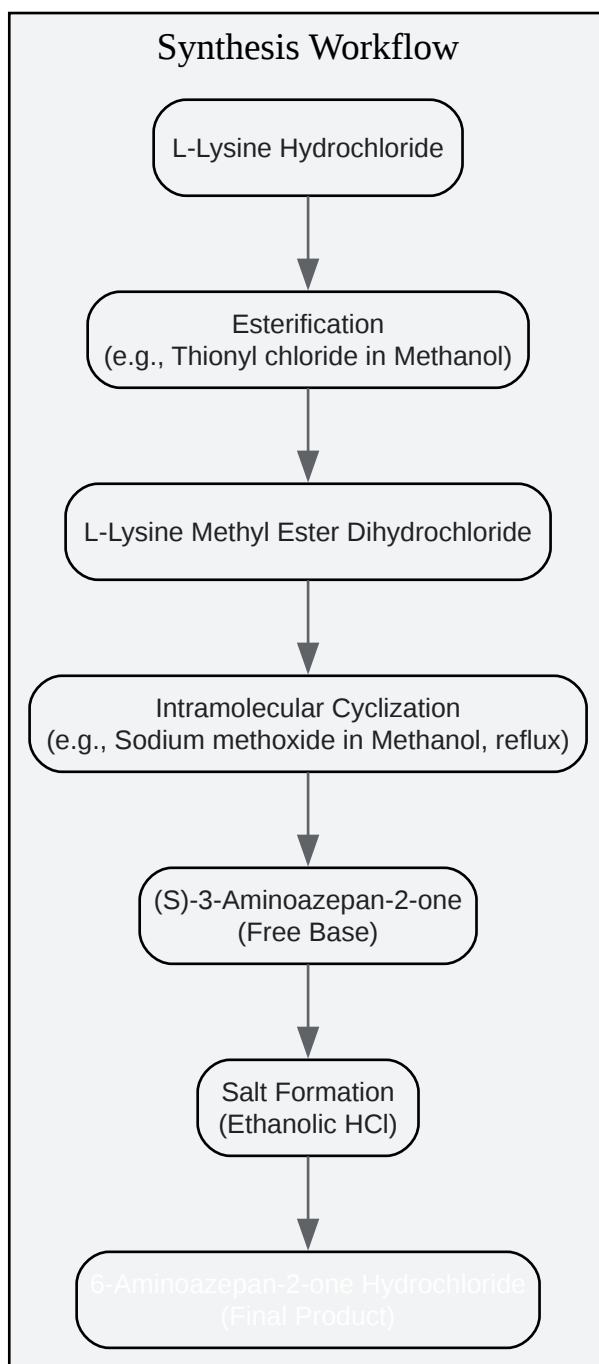 Synthesis Workflow
L-Lysine Hydrochloride
Esterification
(e.g., Thionyl chloride in Methanol)
L-Lysine Methyl Ester Dihydrochloride
Intramolecular Cyclization
(e.g., Sodium methoxide in Methanol, reflux)
(S)-3-Aminoazepan-2-one
(Free Base)
Salt Formation
(Ethanolic HCl)
6-Aminoazepan-2-one Hydrochloride
(Final Product)